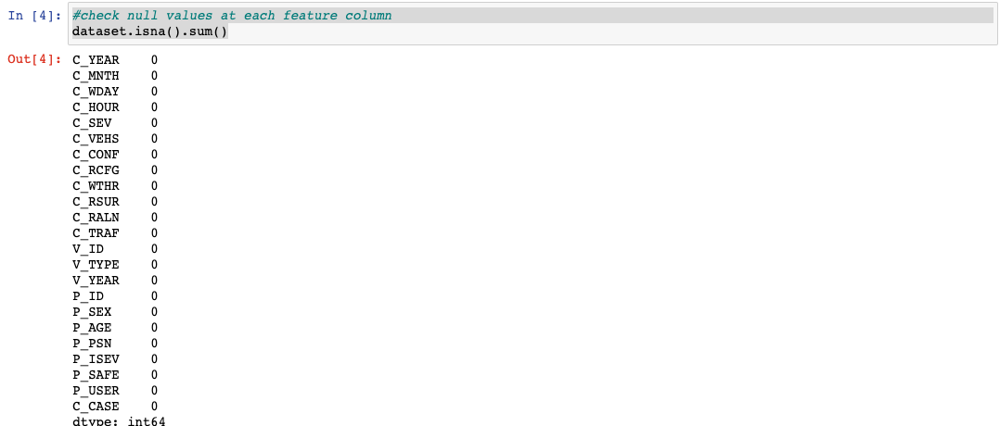 In [4]: #check null values at each feature column
dataset.isna().sum()
Out[4]: C_YEAR 0
C_MNTH 0
C_WDAY 0
C_HOUR 0
C_SEV 0
C_VEHS 0
C_CONF 0
C_RCFG 0
C_WTHR 0
C_RSUR 0
C_RALN 0
C_TRAF 0
V_ID 0
V_TYPE 0
V_YEAR 0
P_ID 0
P_SEX 0
P_AGE 0
P_PSN 0
P_ISEV 0
P_SAFE 0
P_USER 0
C_CASE 0
dtype: int64